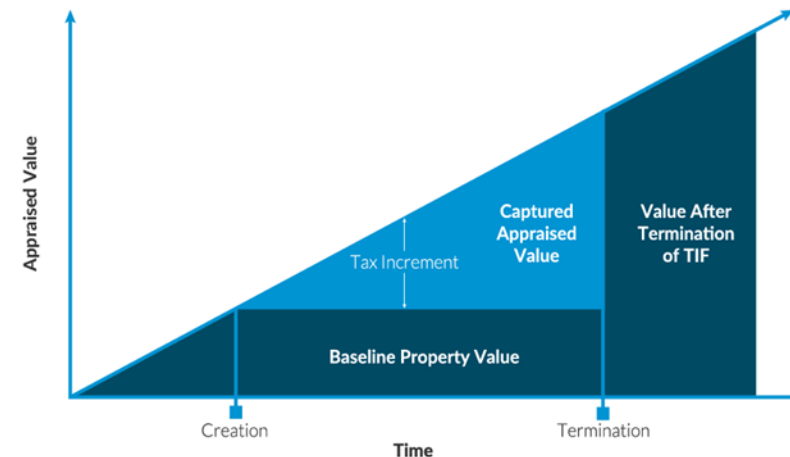 Appraised Value
Captured
Appraised
Value
Value After
Termination
of TIF
Tax Increment
Baseline Property Value
Creation
Termination
Time